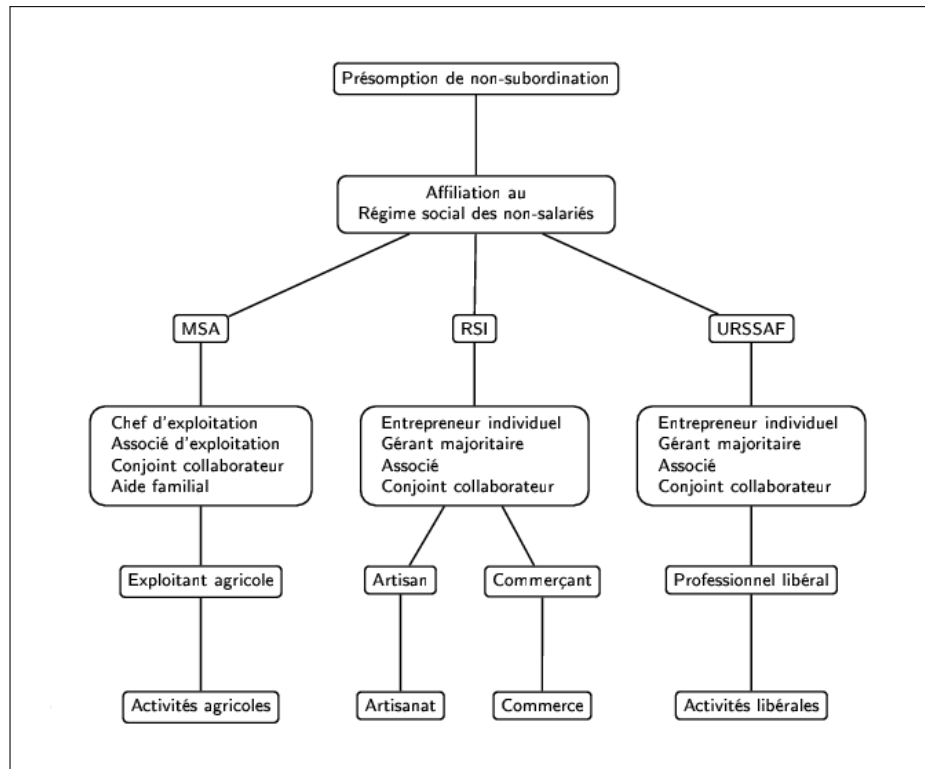 Présomption de non-subordination
Affiliation au
Régime social des non-salariés
MSA
RSI
URSSAF
Chef d'exploitation
Associé d'exploitation
Conjoint collaborateur
Aide familial
Entrepreneur individuel
Gérant majoritaire
Associé
Conjoint collaborateur
Entrepreneur individuel
Gérant majoritaire
Associé
Conjoint collaborateur
Exploitant agricole
Artisan
Commerçant
Professionnel libéral
Activités agricoles
Artisanat
Commerce
Activités libérales